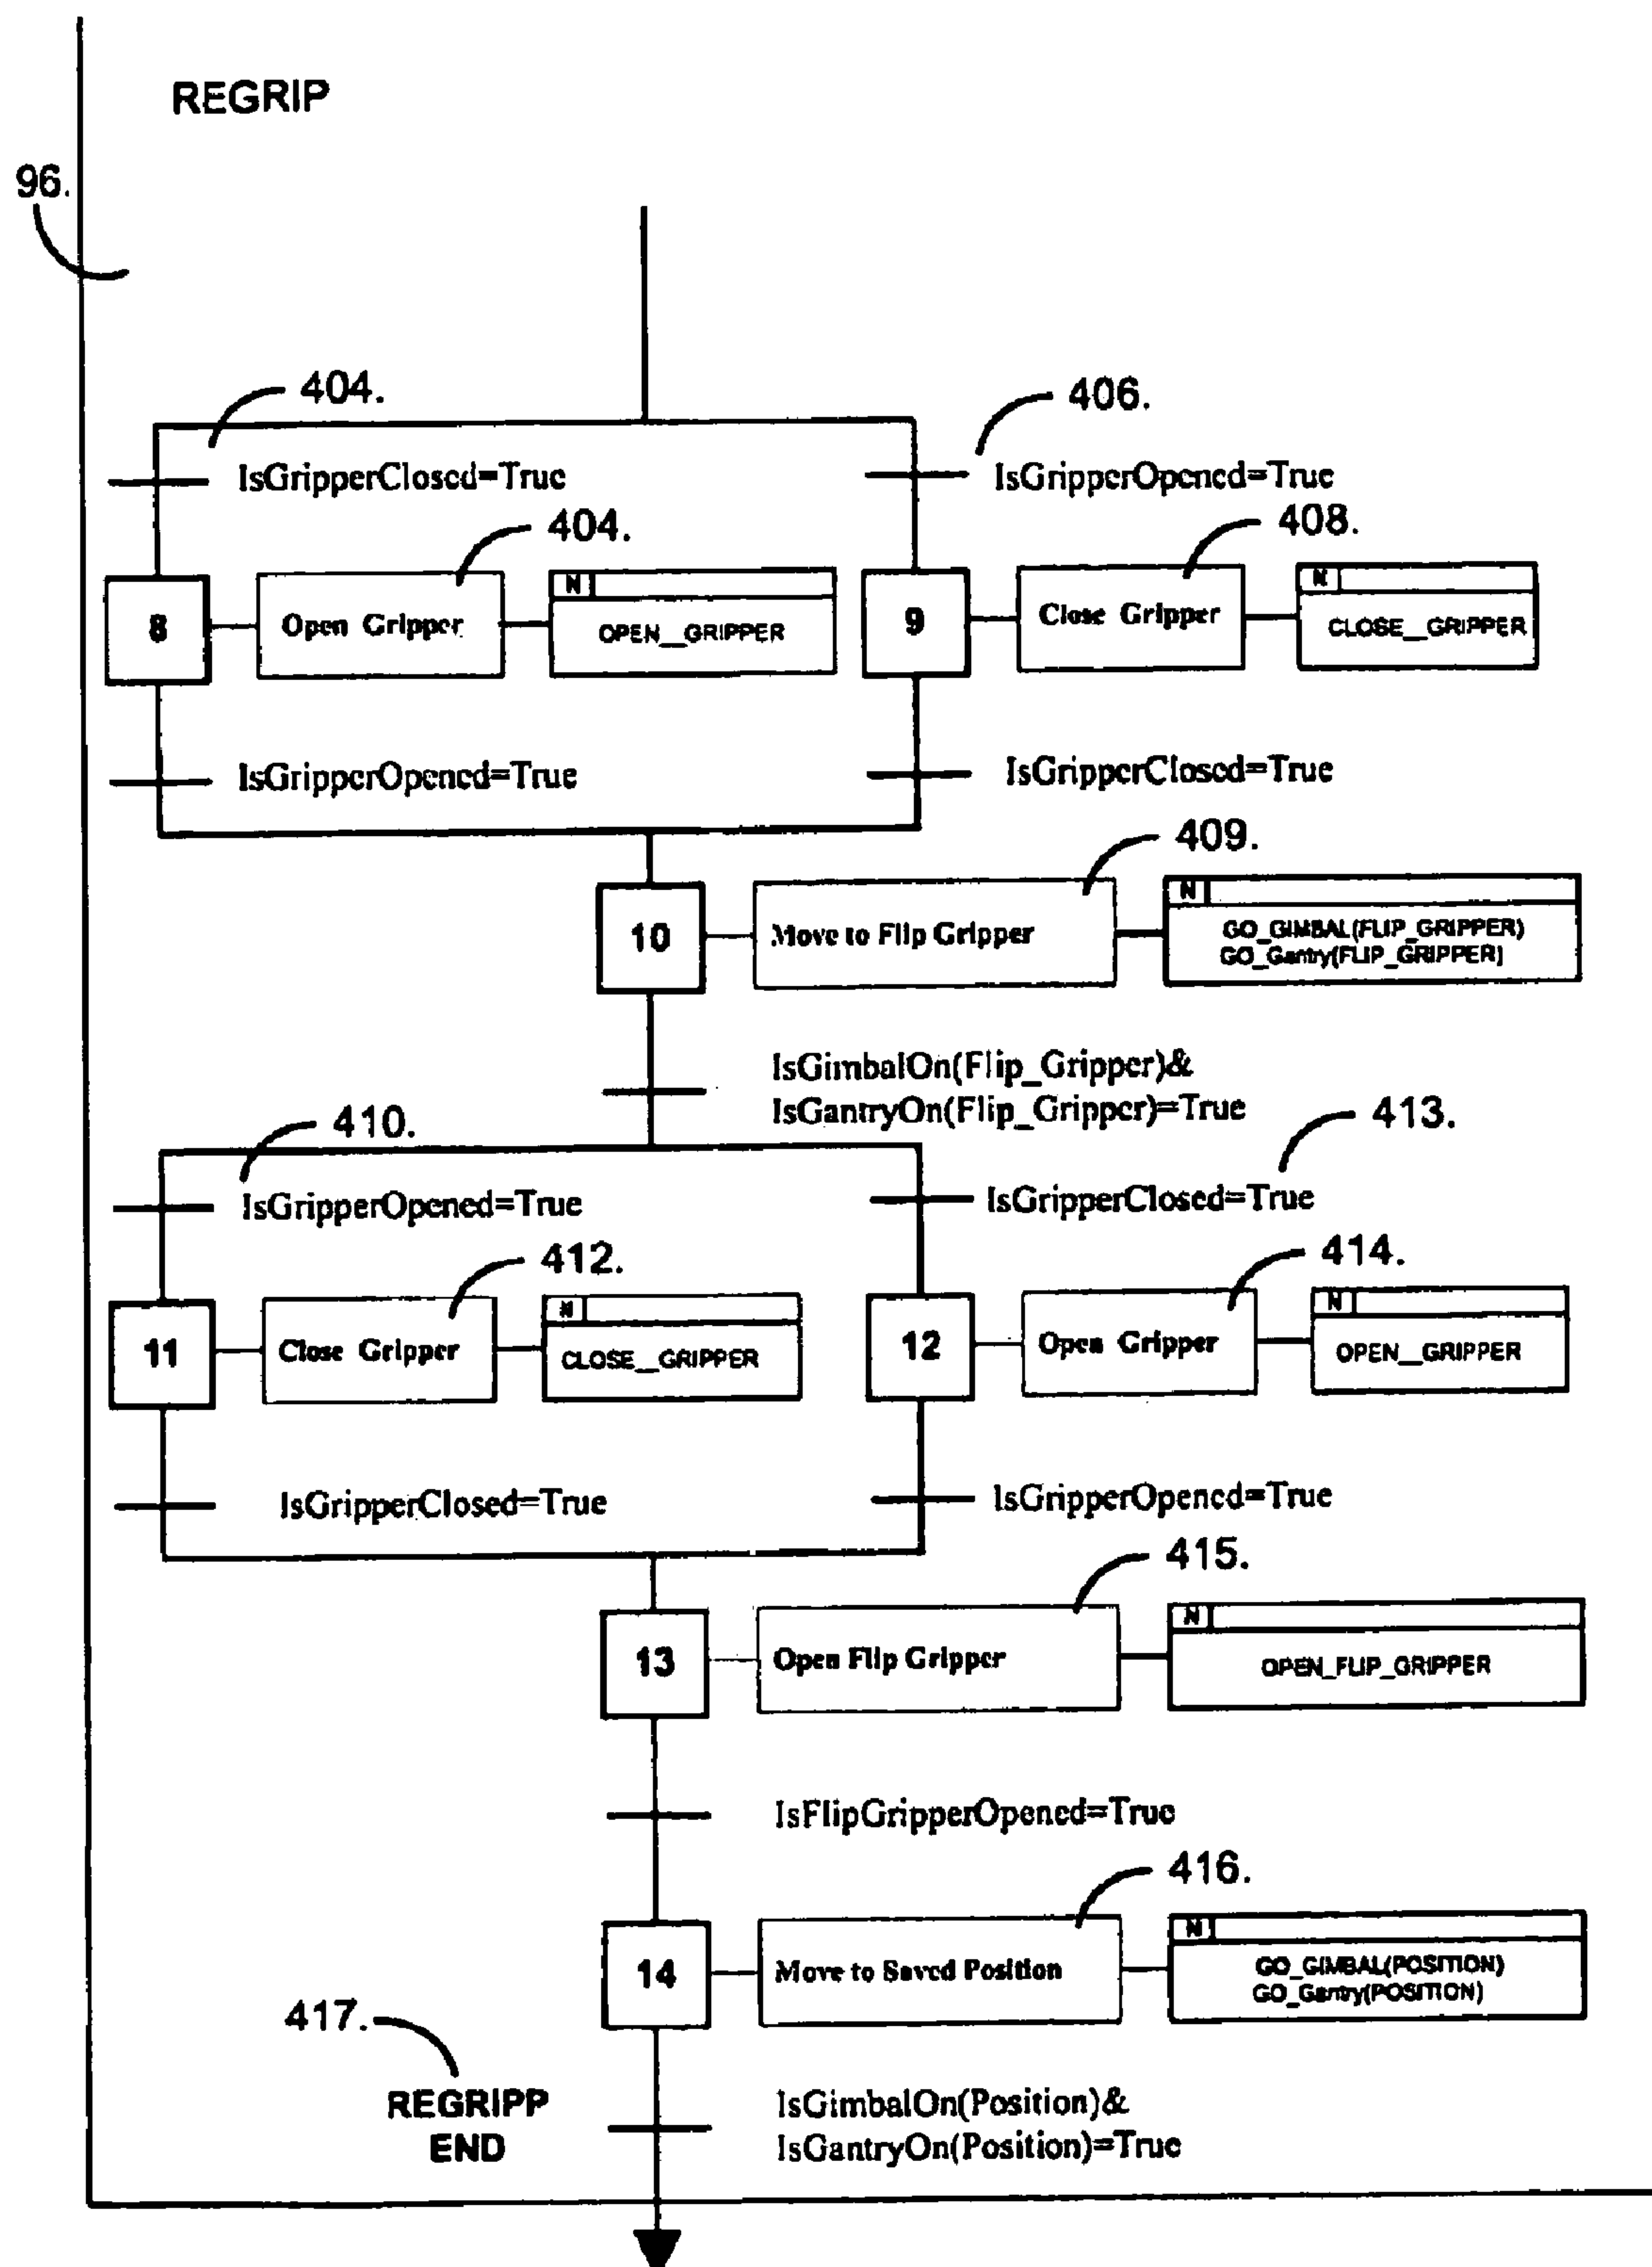 REGRIP
96.
404.
406.
IsGripperClosed=True
IsGripperOpened=True
404.
408.
8
Open Gripper
N
OPEN__GRIPPER
9
Close Gripper
N
CLOSE__GRIPPER
IsGripperOpened=True
IsGripperClosed=True
409.
10
Move to Flip Gripper
N
GO_GIMBAL(FLIP_GRIPPER)
GO_Gantry(FLIP_GRIPPER)
IsGimbalOn(Flip_Gripper)&
IsGantryOn(Flip_Gripper)=True
410.
413.
IsGripperOpened=True
IsGripperClosed=True
412.
414.
11
Close Gripper
N
CLOSE__GRIPPER
12
Open Gripper
N
OPEN__GRIPPER
IsGripperClosed=True
IsGripperOpened=True
415.
13
Open Flip Gripper
N
OPEN_FLIP_GRIPPER
IsFlipGripperOpened=True
416.
14
Move to Saved Position
N
GO_GIMBAL(POSITION)
GO_Gantry(POSITION)
417.
REGRIPP
END
IsGimbalOn(Position)&
IsGantryOn(Position)=True